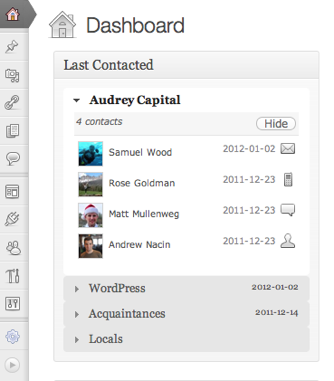 Dashboard
Last Contacted
Audrey Capital
4 contacts Hide
Samuel Wood 2012-01-02
Rose Goldman 2011-12-23
Matt Mullenweg 2011-12-23
Andrew Nacin 2011-12-23
WordPress 2012-01-02
Acquaintances 2011-12-14
Locals